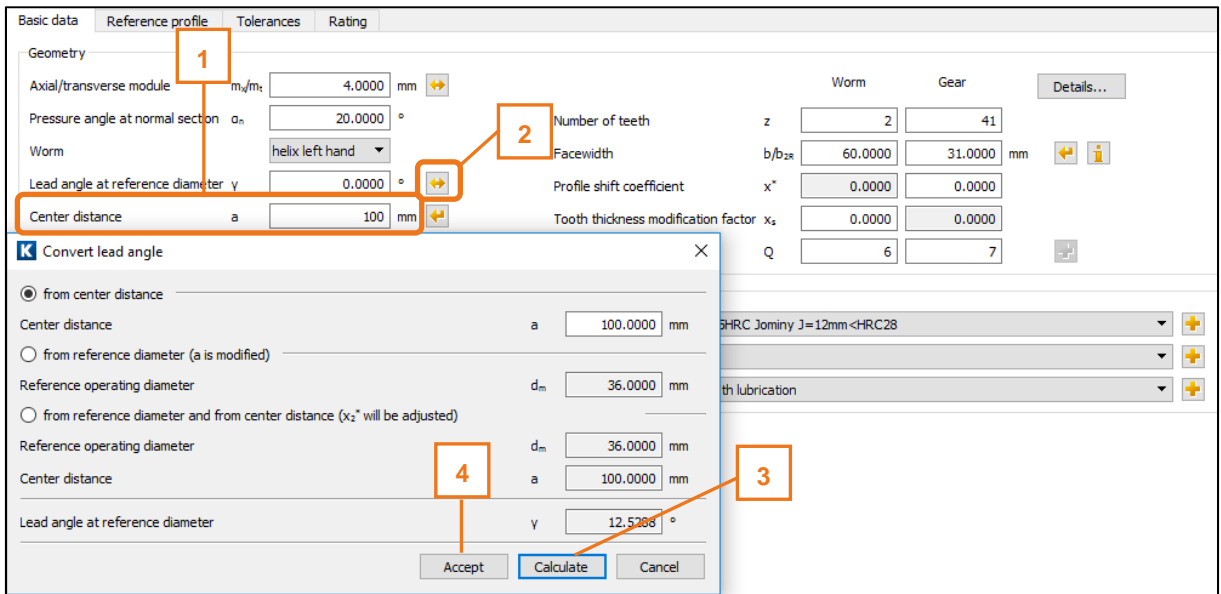 Basic data Reference profile Tolerances Rating
Geometry
1
Worm Gear Details...
Axial/transverse module mₓ/mₜ 4.0000 mm
Pressure angle at normal section αₙ 20.0000 °
2
Number of teeth z 2 41
Worm helix left hand
Facewidth b/b₂ᵣ 60.0000 31.0000 mm
Lead angle at reference diameter γ 0.0000 °
Profile shift coefficient x* 0.0000 0.0000
Center distance a 100 mm
Tooth thickness modification factor xₛ 0.0000 0.0000
Q 6 7
K Convert lead angle
from center distance
Center distance a 100.0000 mm
HRC Jominy J=12mm<HRC28
from reference diameter (a is modified)
Reference operating diameter dₘ 36.0000 mm
th lubrication
from reference diameter and from center distance (x₂* will be adjusted)
Reference operating diameter dₘ 36.0000 mm
4
3
Center distance a 100.0000 mm
Lead angle at reference diameter γ 12.5288 °
Accept Calculate Cancel